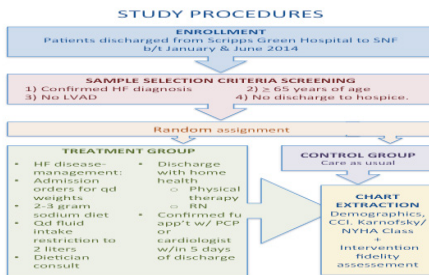 STUDY PROCEDURES
ENROLLMENT
Patients discharged from Scripps Green Hospital to SNF
b/t January & June 2014
SAMPLE SELECTION CRITERIA SCREENING
1) Confirmed HF diagnosis 2) ≥ 65 years of age
3) No LVAD 4) No discharge to hospice.
Random assignment
TREATMENT GROUP
• HF disease-
management:
• Admission
orders for qd
weights
• 2-3 gram
sodium diet
• Qd fluid
intake
restriction to
2 liters
• Dietician
consult
• Discharge
with home
health
○ Physical
therapy
○ RN
• Confirmed fu
app't w/ PCP
or
cardiologist
w/in 5 days
of discharge
CONTROL GROUP
Care as usual
CHART
EXTRACTION
Demographics,
CCI, Karnofsky/
NYHA Class
+
Intervention
fidelity
assessement